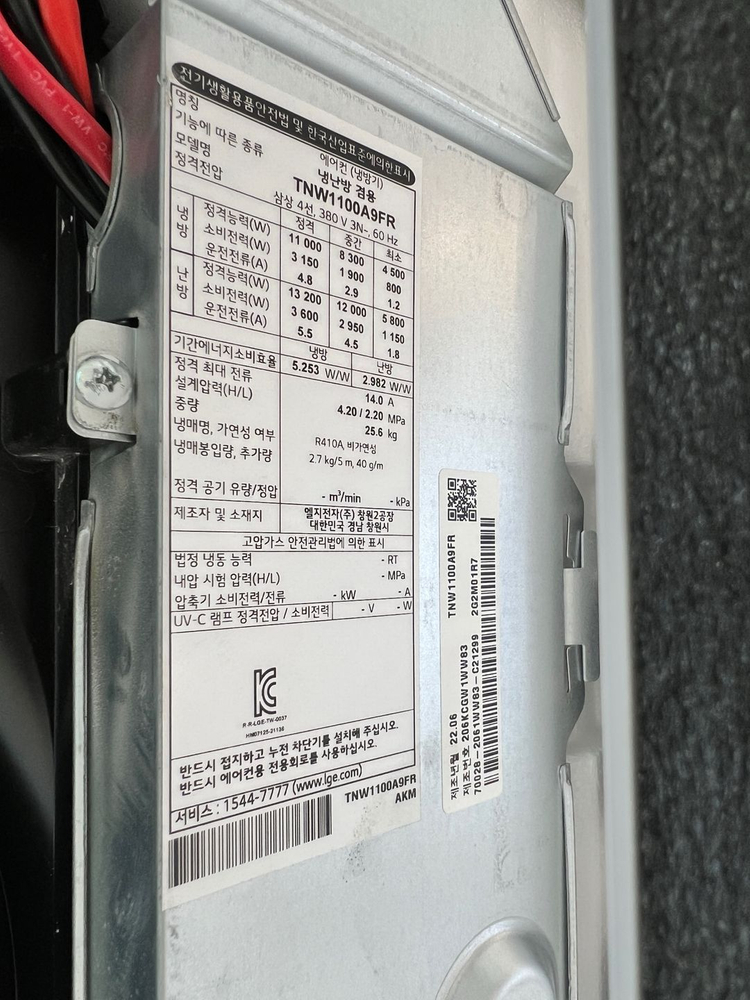 VW-1 PVC
전기생활용품안전법 및 한국산업표준에의한표시
명칭 에어컨 (냉방기)
기능에 따른 종류 냉난방 겸용
모델명 TNW1100A9FR
정격전압 삼상 4선, 380 V 3N~, 60 Hz
정격 중간 최소
냉방 정격능력(W) 11 000 8 300 4 500
소비전력(W) 3 150 1 900 800
운전전류(A) 4.8 2.9 1.2
난방 정격능력(W) 13 200 12 000 5 800
소비전력(W) 3 600 2 950 1 150
운전전류(A) 5.5 4.5 1.8
기간에너지소비효율 냉방 난방
5.253 W/W 2.982 W/W
정격 최대 전류 14.0 A
설계압력(H/L) 4.20 / 2.20 MPa
중량 25.6 kg
냉매명, 가연성 여부 R410A, 비가연성
냉매봉입량, 추가량 2.7 kg/5 m, 40 g/m
정격 공기 유량/정압 - m³/min - kPa
제조자 및 소재지 엘지전자(주) 창원2공장
대한민국 경남 창원시
고압가스 안전관리법에 의한 표시
법정 냉동 능력 - RT
내압 시험 압력(H/L) - MPa
압축기 소비전력/전류 - kW - A
UV-C 램프 정격전압 / 소비전력 - V - W
R-R-LGE-TW-0037
HM07125-21136
반드시 접지하고 누전 차단기를 설치해 주십시오.
반드시 에어컨용 전용회로를 사용하십시오.
서비스 : 1544-7777 (www.lge.com)
TNW1100A9FR
AKM
제조년월 22.06 TNW1100A9FR
제조번호 206KCGW1WW83
70028-2061WW83-C21299 2G2M01R7